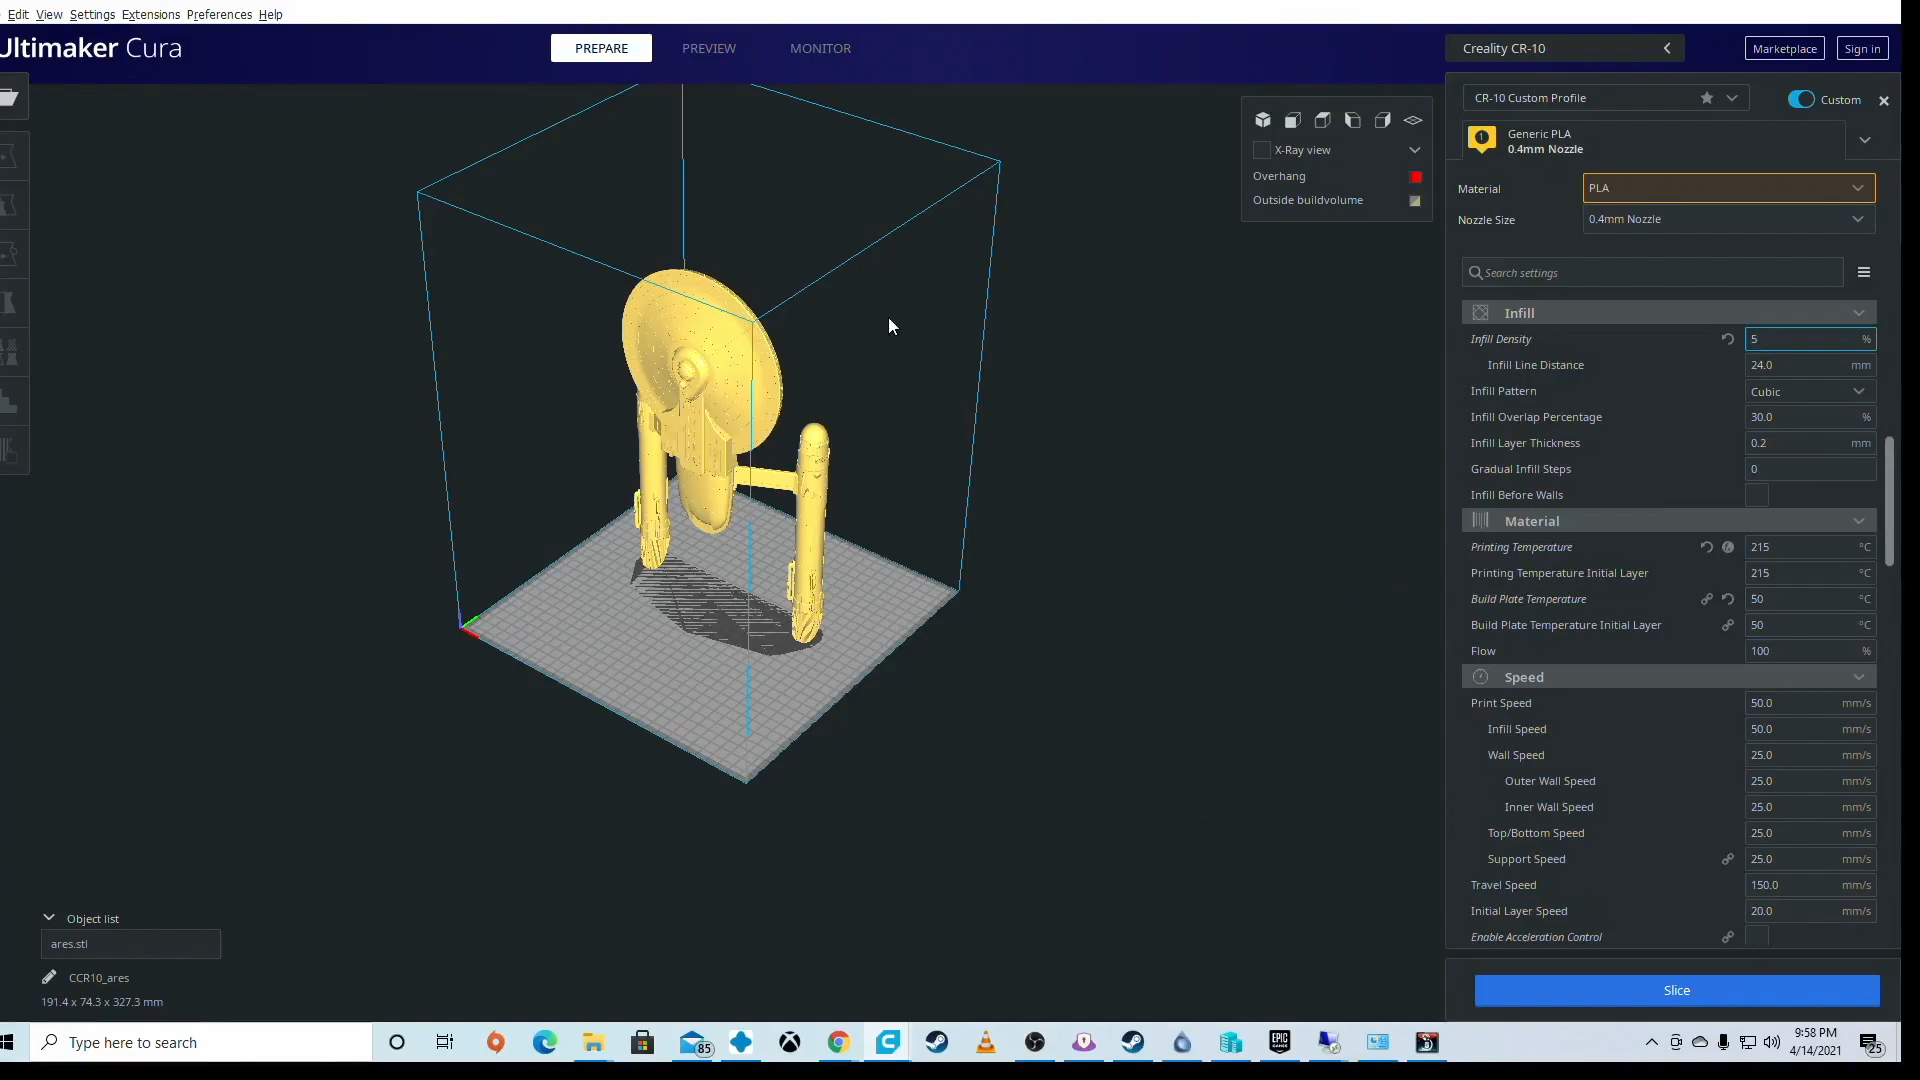 Edit View Settings Extensions Preferences Help
Ultimaker Cura
PREPARE
PREVIEW
MONITOR
Creality CR-10
Marketplace
Sign in
CR-10 Custom Profile
Custom
1
Generic PLA
0.4mm Nozzle
Material
PLA
Nozzle Size
0.4mm Nozzle
X-Ray view
Overhang
Outside buildvolume
Search settings
Infill
Infill Density 5 %
Infill Line Distance 24.0 mm
Infill Pattern Cubic
Infill Overlap Percentage 30.0 %
Infill Layer Thickness 0.2 mm
Gradual Infill Steps 0
Infill Before Walls
Material
Printing Temperature 215 °C
Printing Temperature Initial Layer 215 °C
Build Plate Temperature 50 °C
Build Plate Temperature Initial Layer 50 °C
Flow 100 %
Speed
Print Speed 50.0 mm/s
Infill Speed 50.0 mm/s
Wall Speed 25.0 mm/s
Outer Wall Speed 25.0 mm/s
Inner Wall Speed 25.0 mm/s
Top/Bottom Speed 25.0 mm/s
Support Speed 25.0 mm/s
Travel Speed 150.0 mm/s
Initial Layer Speed 20.0 mm/s
Enable Acceleration Control
Slice
Object list
ares.stl
CCR10_ares
191.4 x 74.3 x 327.3 mm
Type here to search
85
EPIC GAMES
9:58 PM
4/14/2021
25